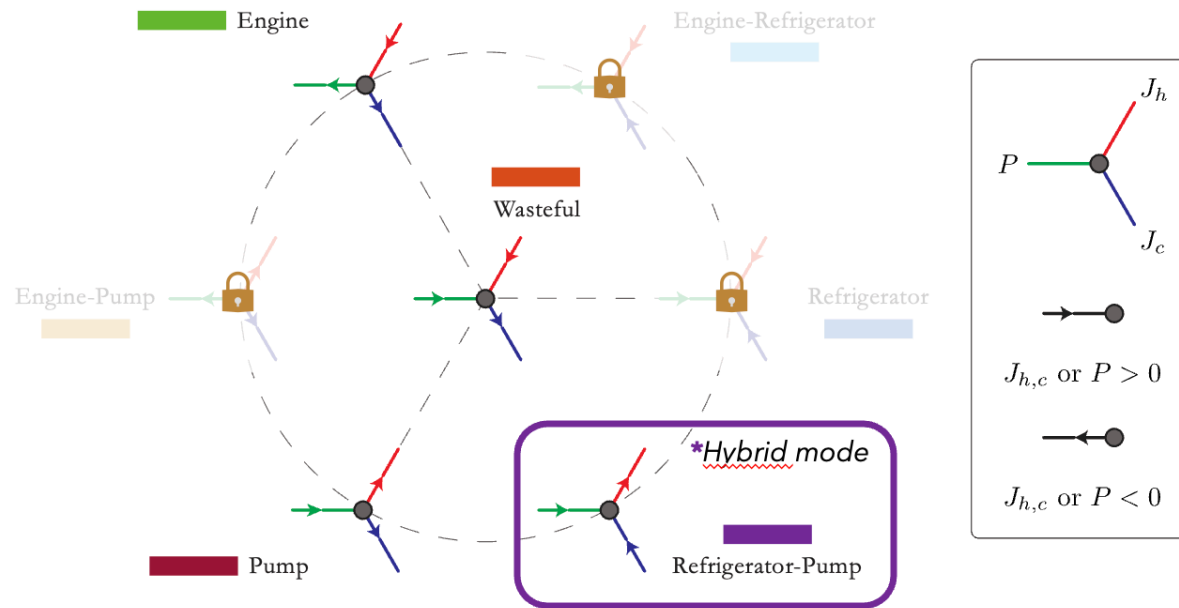 Engine
Engine-Refrigerator
Wasteful
Engine-Pump
Refrigerator
*Hybrid mode
Pump
Refrigerator-Pump
J_h
P
J_c
J_{h,c} or P > 0
J_{h,c} or P < 0